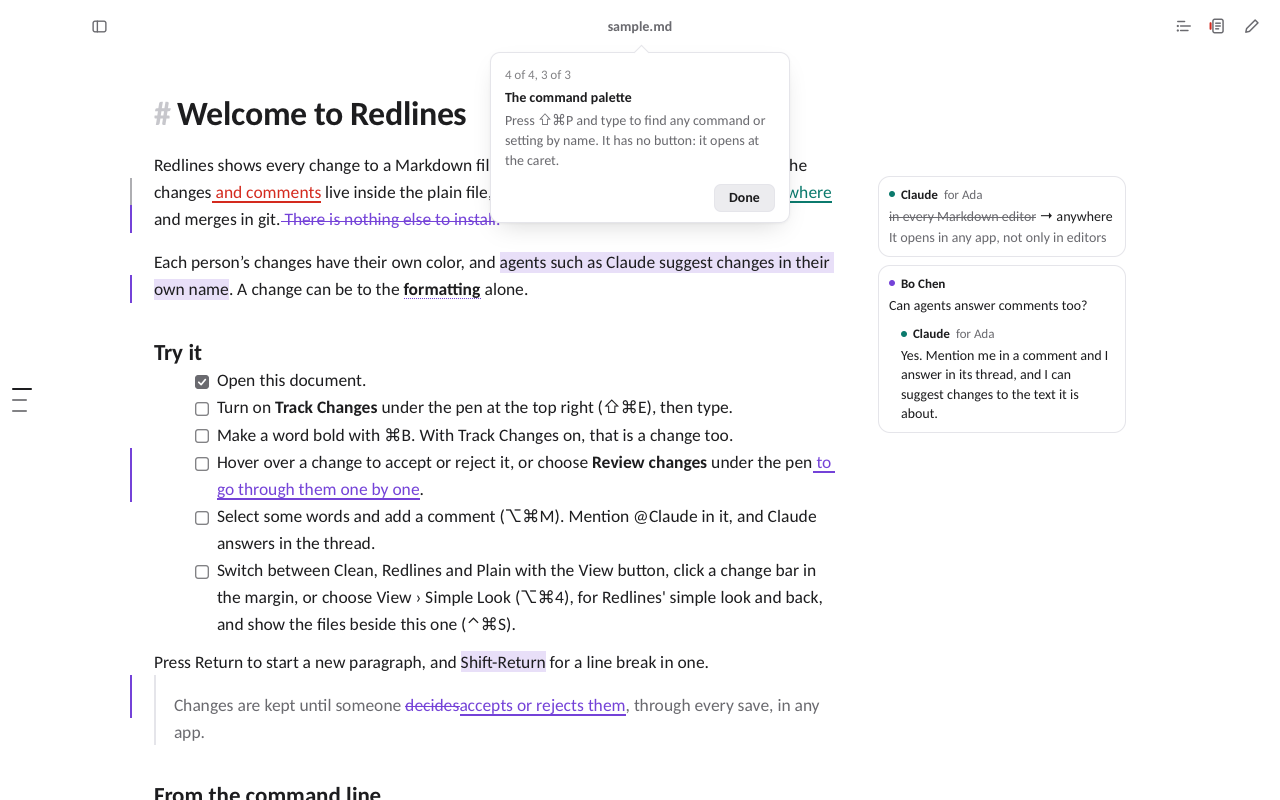 sample.md
4 of 4, 3 of 3
The command palette
Press ⇧⌘P and type to find any command or
setting by name. It has no button: it opens at
the caret.
Done
# Welcome to Redlines
Redlines shows every change to a Markdown fil he
changes and comments live inside the plain file, where
and merges in git. There is nothing else to install.
Each person’s changes have their own color, and agents such as Claude suggest changes in their
own name. A change can be to the formatting alone.
Try it
Open this document.
Turn on Track Changes under the pen at the top right (⇧⌘E), then type.
Make a word bold with ⌘B. With Track Changes on, that is a change too.
Hover over a change to accept or reject it, or choose Review changes under the pen to
go through them one by one.
Select some words and add a comment (⌥⌘M). Mention @Claude in it, and Claude
answers in the thread.
Switch between Clean, Redlines and Plain with the View button, click a change bar in
the margin, or choose View › Simple Look (⌥⌘4), for Redlines' simple look and back,
and show the files beside this one (^⌘S).
Press Return to start a new paragraph, and Shift-Return for a line break in one.
Changes are kept until someone decidesaccepts or rejects them, through every save, in any
app.
From the command line
Claude for Ada
in every Markdown editor → anywhere
It opens in any app, not only in editors
Bo Chen
Can agents answer comments too?
Claude for Ada
Yes. Mention me in a comment and I
answer in its thread, and I can
suggest changes to the text it is
about.